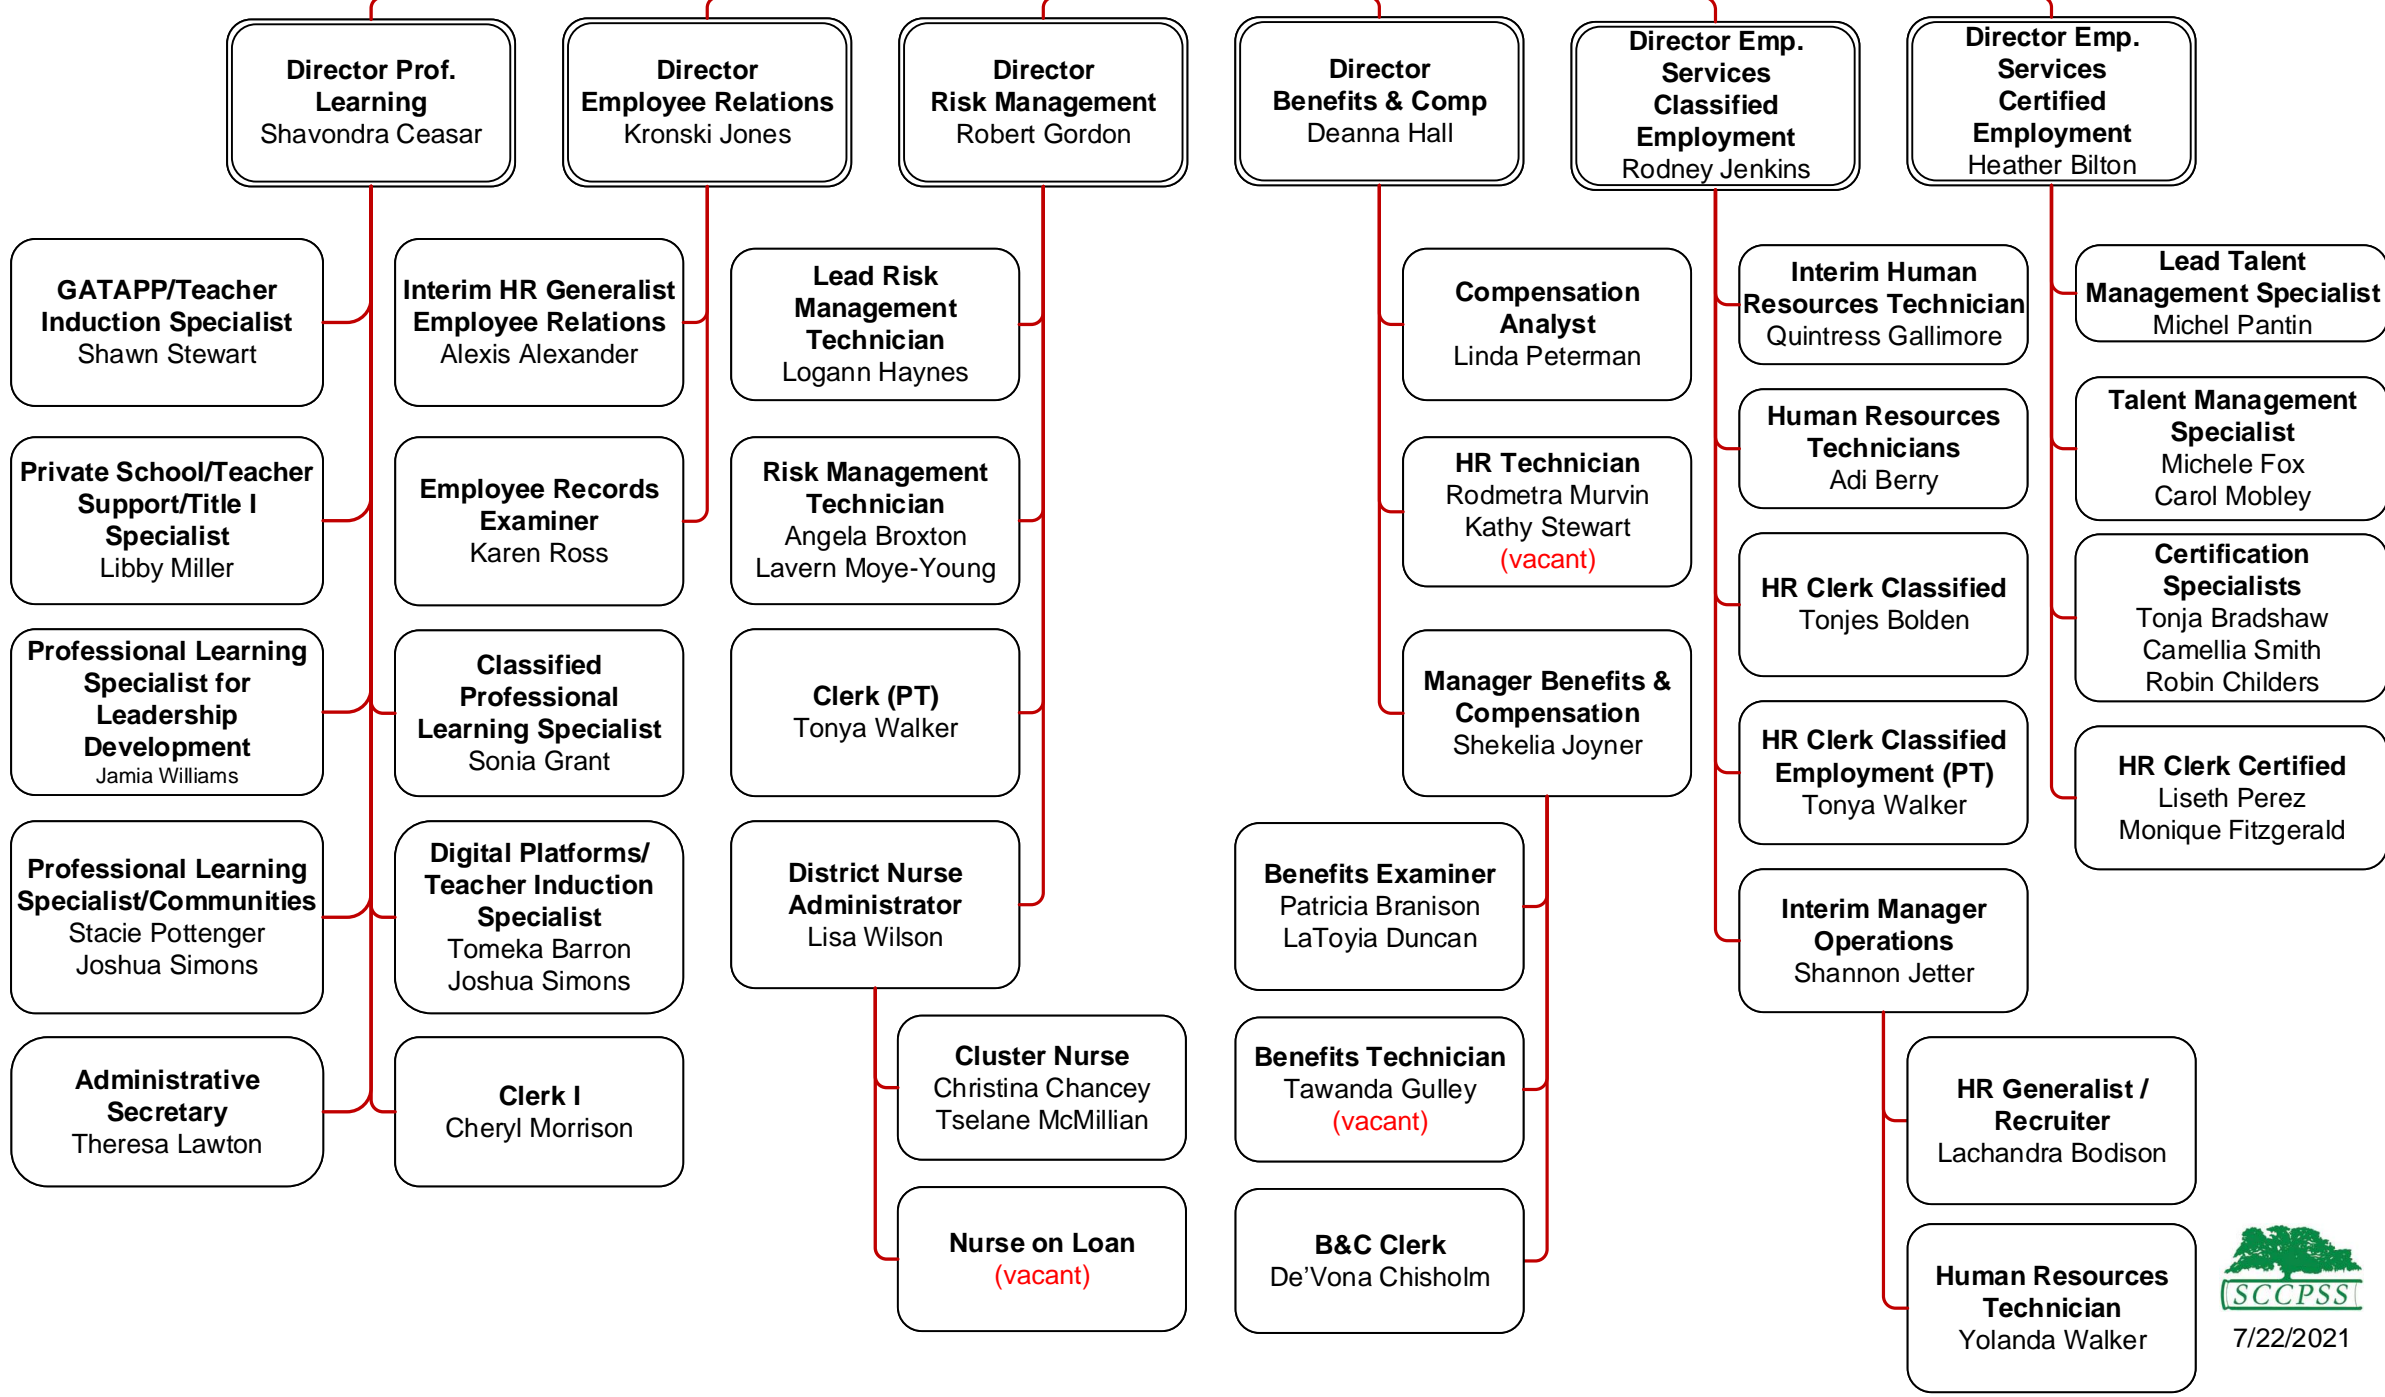 Director Prof.
Learning
Shavondra Ceasar
Director
Employee Relations
Kronski Jones
Director
Risk Management
Robert Gordon
Director
Benefits & Comp
Deanna Hall
Director Emp.
Services
Classified
Employment
Rodney Jenkins
Director Emp.
Services
Certified
Employment
Heather Bilton
GATAPP/Teacher
Induction Specialist
Shawn Stewart
Private School/Teacher
Support/Title I
Specialist
Libby Miller
Professional Learning
Specialist for
Leadership
Development
Jamia Williams
Professional Learning
Specialist/Communities
Stacie Pottenger
Joshua Simons
Administrative
Secretary
Theresa Lawton
Interim HR Generalist
Employee Relations
Alexis Alexander
Employee Records
Examiner
Karen Ross
Classified
Professional
Learning Specialist
Sonia Grant
Digital Platforms/
Teacher Induction
Specialist
Tomeka Barron
Joshua Simons
Clerk I
Cheryl Morrison
Lead Risk
Management
Technician
Logann Haynes
Risk Management
Technician
Angela Broxton
Lavern Moye-Young
Clerk (PT)
Tonya Walker
District Nurse
Administrator
Lisa Wilson
Cluster Nurse
Christina Chancey
Tselane McMillian
Nurse on Loan
(vacant)
Compensation
Analyst
Linda Peterman
HR Technician
Rodmetra Murvin
Kathy Stewart
(vacant)
Manager Benefits &
Compensation
Shekelia Joyner
Benefits Examiner
Patricia Branison
LaToyia Duncan
Benefits Technician
Tawanda Gulley
(vacant)
B&C Clerk
De’Vona Chisholm
Interim Human
Resources Technician
Quintress Gallimore
Human Resources
Technicians
Adi Berry
HR Clerk Classified
Tonjes Bolden
HR Clerk Classified
Employment (PT)
Tonya Walker
Interim Manager
Operations
Shannon Jetter
HR Generalist /
Recruiter
Lachandra Bodison
Human Resources
Technician
Yolanda Walker
Lead Talent
Management Specialist
Michel Pantin
Talent Management
Specialist
Michele Fox
Carol Mobley
Certification
Specialists
Tonja Bradshaw
Camellia Smith
Robin Childers
HR Clerk Certified
Liseth Perez
Monique Fitzgerald
SCCPSS
7/22/2021